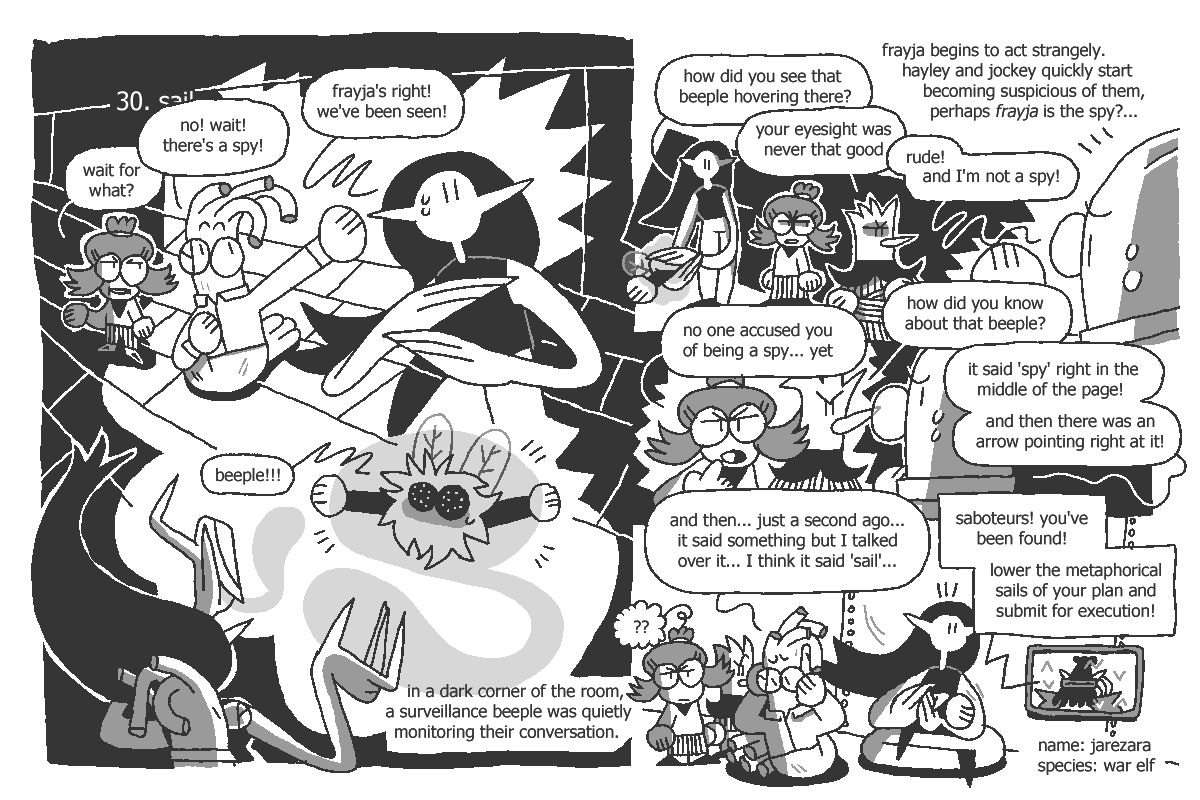 30. sail
no! wait!
there's a spy!
frayja's right!
we've been seen!
wait for
what?
beeple!!!
in a dark corner of the room,
a surveillance beeple was quietly
monitoring their conversation.
frayja begins to act strangely.
hayley and jockey quickly start
becoming suspicious of them,
perhaps frayja is the spy?...
how did you see that
beeple hovering there?
your eyesight was
never that good
rude!
and I'm not a spy!
no one accused you
of being a spy... yet
how did you know
about that beeple?
it said 'spy' right in the
middle of the page!
and then there was an
arrow pointing right at it!
and then... just a second ago...
it said something but I talked
over it... I think it said 'sail'...
saboteurs! you've
been found!
lower the metaphorical
sails of your plan and
submit for execution!
??
name: jarezara
species: war elf